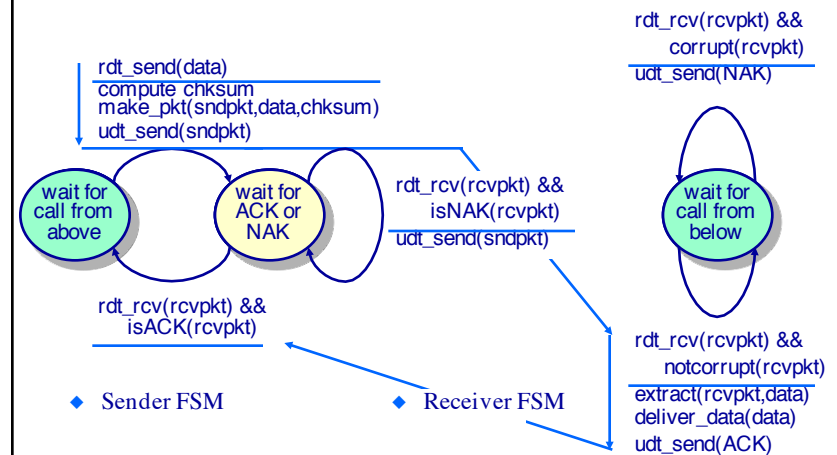 rdt_send(data)
compute chksum
make_pkt(sndpkt,data,chksum)
udt_send(sndpkt)
wait for
call from
above
wait for
ACK or
NAK
rdt_rcv(rcvpkt) &&
isNAK(rcvpkt)
udt_send(sndpkt)
rdt_rcv(rcvpkt) &&
isACK(rcvpkt)
rdt_rcv(rcvpkt) &&
corrupt(rcvpkt)
udt_send(NAK)
wait for
call from
below
rdt_rcv(rcvpkt) &&
notcorrupt(rcvpkt)
extract(rcvpkt,data)
deliver_data(data)
udt_send(ACK)
◆ Sender FSM
◆ Receiver FSM